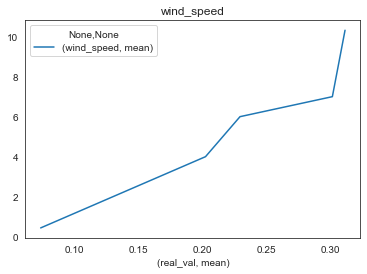 wind_speed
None,None
(wind_speed, mean)
10
8
6
4
2
0
0.10 0.15 0.20 0.25 0.30
(real_val, mean)